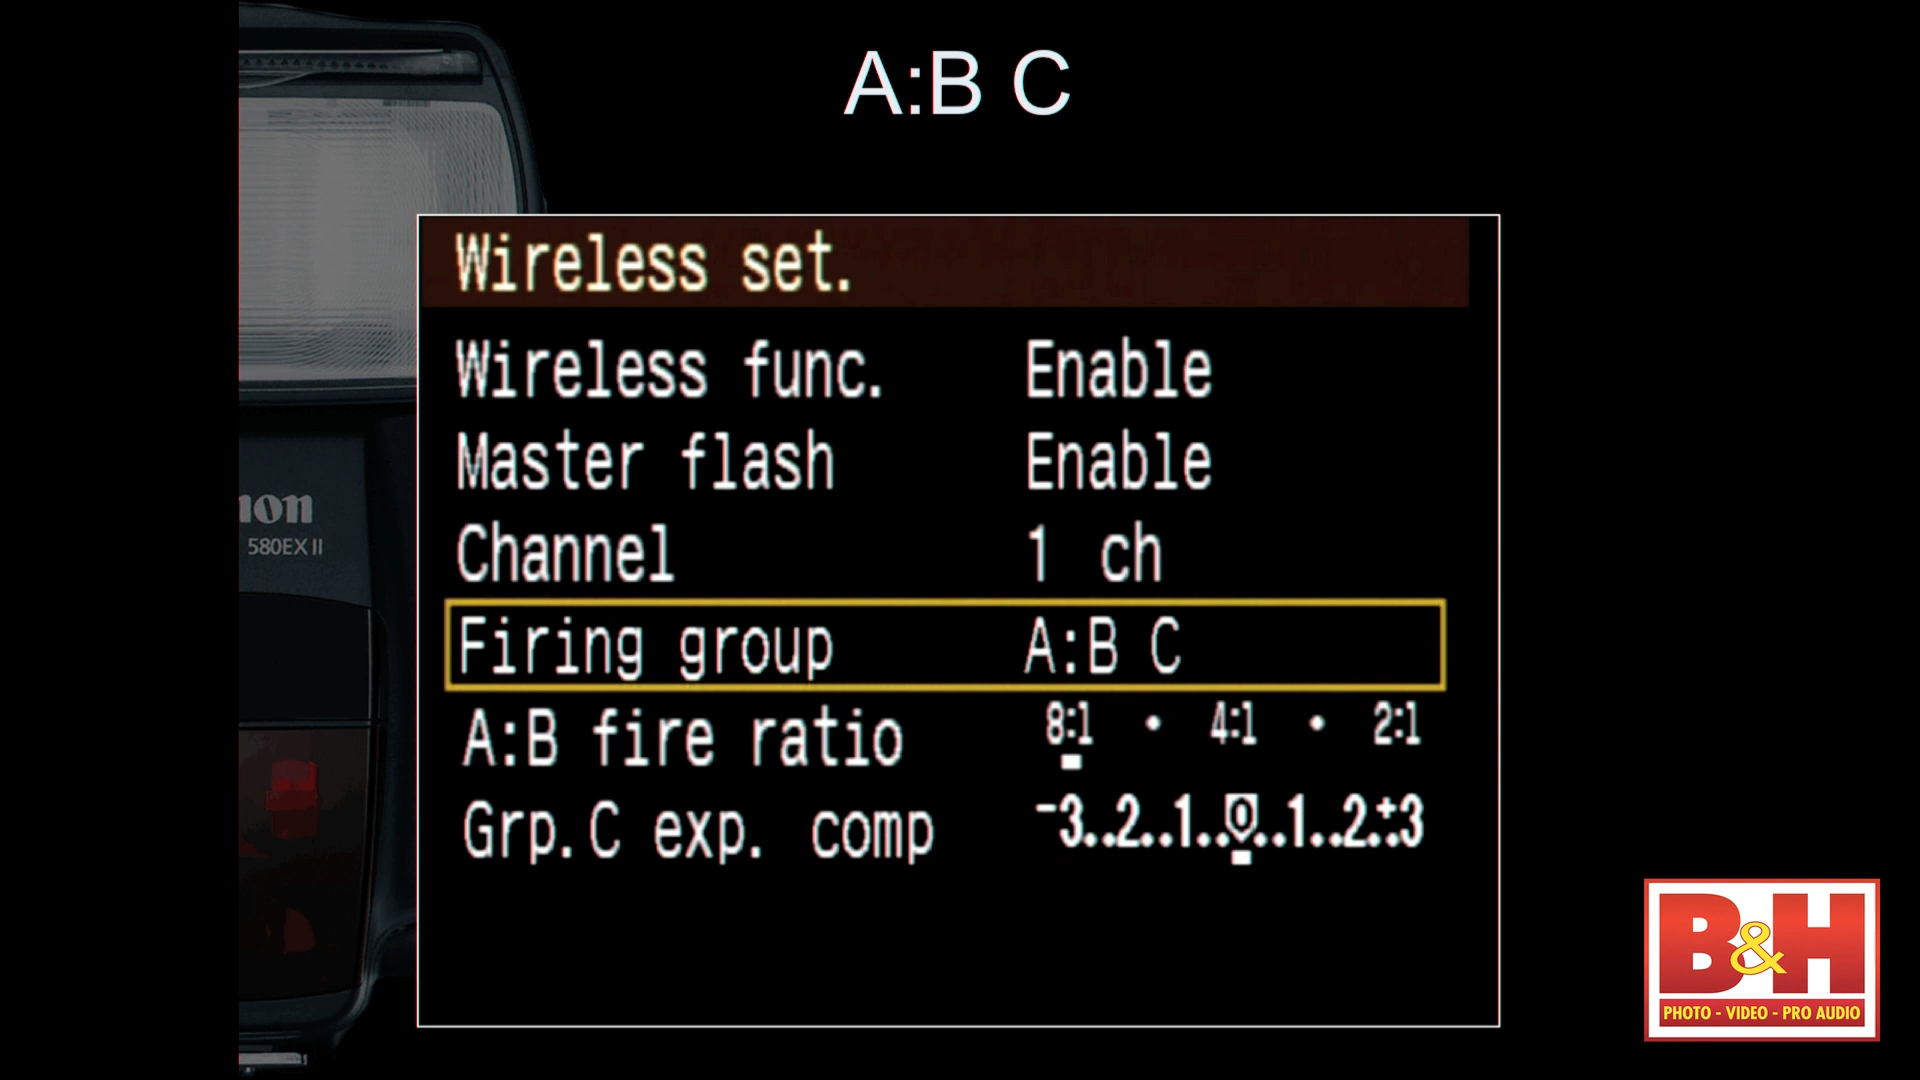 A:B C
Wireless set.
Wireless func. Enable
Master flash Enable
Channel 1 ch
Firing group A:B C
A:B fire ratio 8:1 • 4:1 • 2:1
Grp.C exp. comp -3..2..1..0..1..2..+3
non
580EX II
B&H
PHOTO - VIDEO - PRO AUDIO